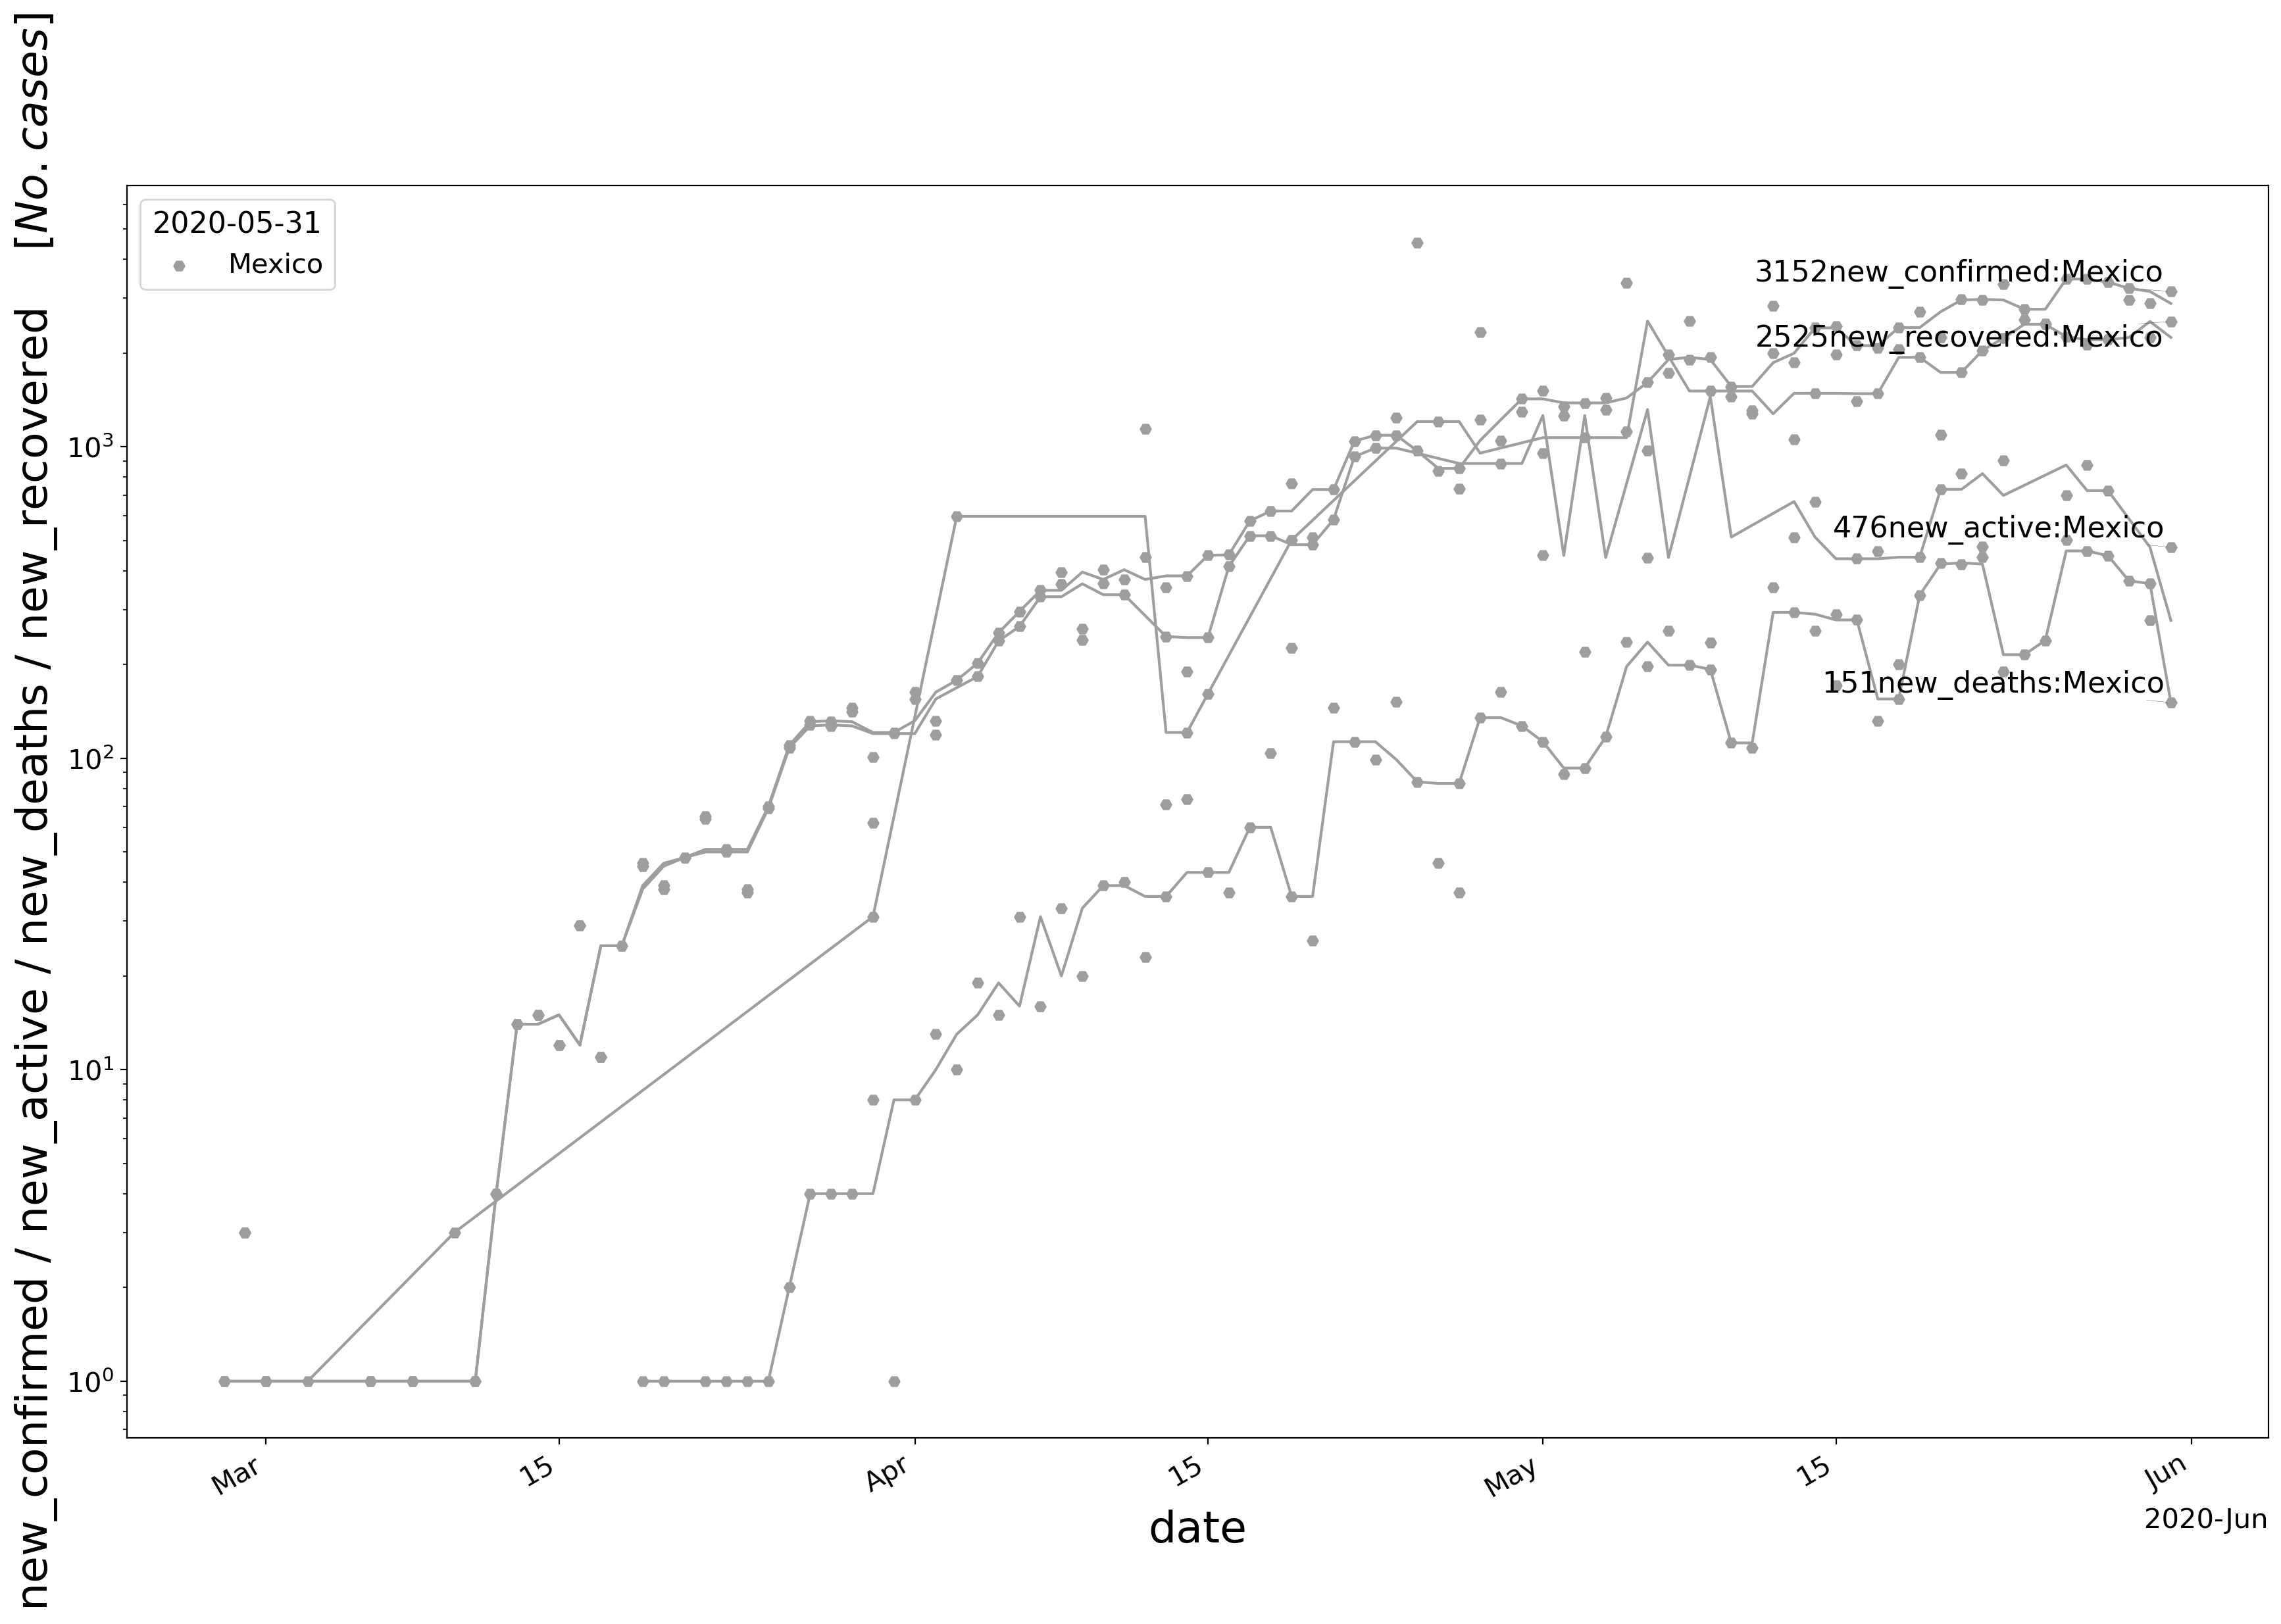 new_confirmed / new_active / new_deaths / new_recovered [No. cases]
2020-05-31
Mexico
3152new_confirmed:Mexico
2525new_recovered:Mexico
476new_active:Mexico
151new_deaths:Mexico
10³
10²
10¹
10⁰
Mar
15
Apr
15
May
15
Jun
date
2020-Jun